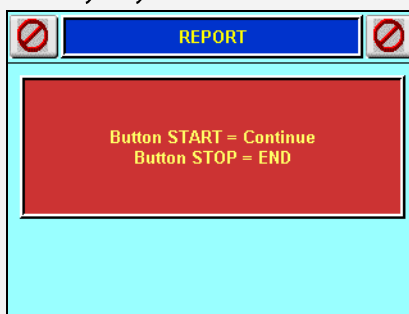 REPORT
Button START = Continue
Button STOP = END